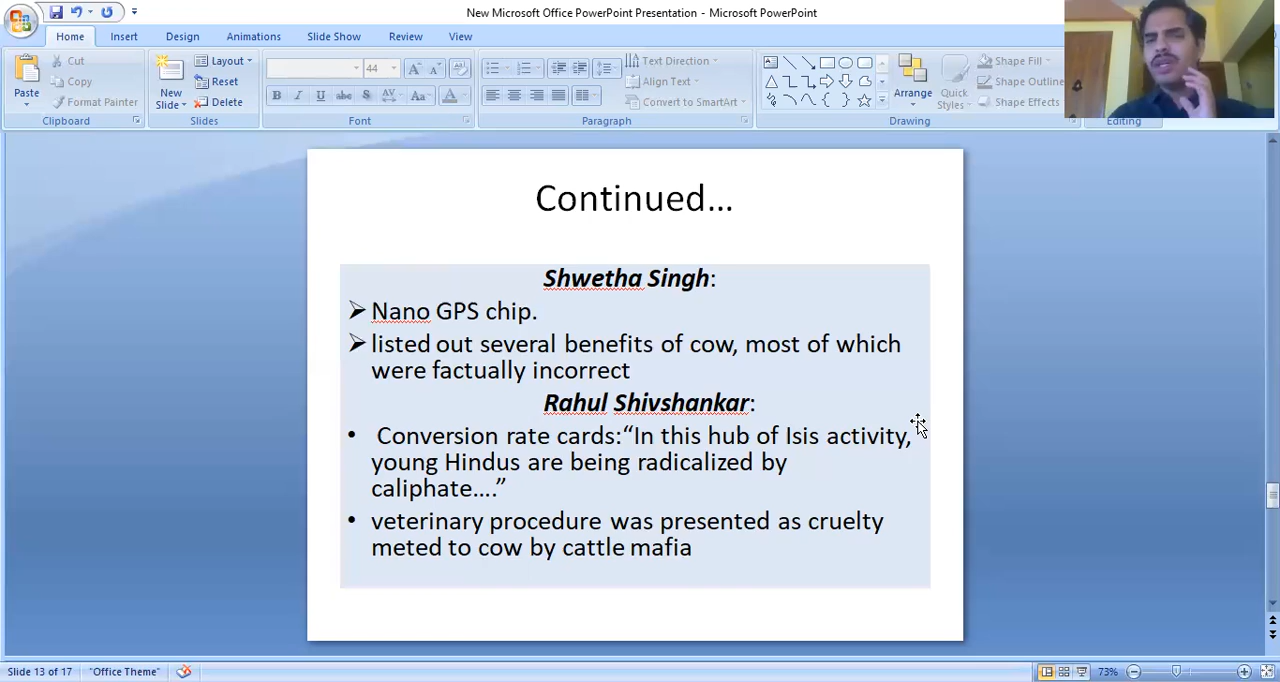 New Microsoft Office PowerPoint Presentation - Microsoft PowerPoint
Home Insert Design Animations Slide Show Review View
Paste
Cut
Copy
Format Painter
Clipboard
New Slide
Layout
Reset
Delete
Slides
44
B I U abc S AV Aa A
Font
Text Direction
Align Text
Convert to SmartArt
Paragraph
Arrange
Quick Styles
Shape Fill
Shape Outline
Shape Effects
Drawing
Editing
Continued...
Shwetha Singh:
Nano GPS chip.
listed out several benefits of cow, most of which
were factually incorrect
Rahul Shivshankar:
Conversion rate cards:“In this hub of Isis activity,
young Hindus are being radicalized by
caliphate....”
veterinary procedure was presented as cruelty
meted to cow by cattle mafia
Slide 13 of 17 "Office Theme" 73%